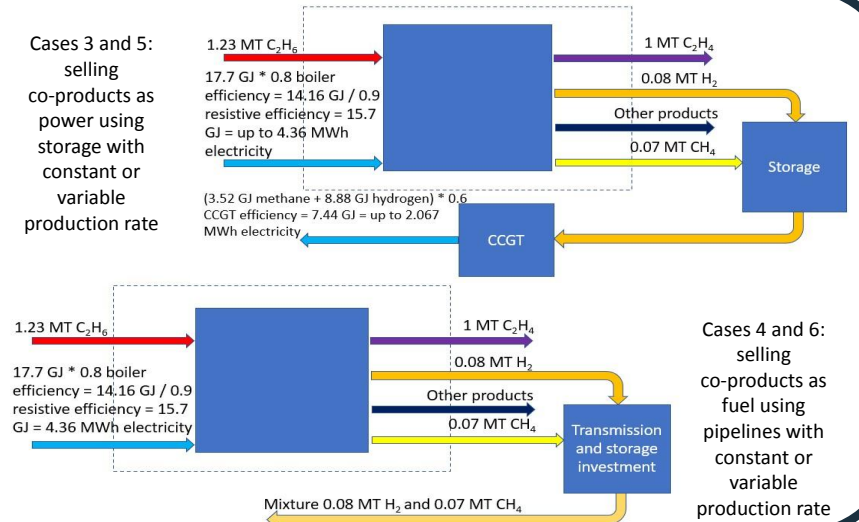 Cases 3 and 5:
selling
co-products as
power using
storage with
constant or
variable
production rate
1.23 MT C₂H₆
17.7 GJ * 0.8 boiler
efficiency = 14.16 GJ / 0.9
resistive efficiency = 15.7
GJ = up to 4.36 MWh
electricity
1 MT C₂H₄
0.08 MT H₂
Other products
0.07 MT CH₄
Storage
(3.52 GJ methane + 8.88 GJ hydrogen) * 0.6
CCGT efficiency = 7.44 GJ = up to 2.067
MWh electricity
CCGT
1.23 MT C₂H₆
17.7 GJ * 0.8 boiler
efficiency = 14.16 GJ / 0.9
resistive efficiency = 15.7
GJ = 4.36 MWh electricity
1 MT C₂H₄
0.08 MT H₂
Other products
0.07 MT CH₄
Transmission
and storage
investment
Mixture 0.08 MT H₂ and 0.07 MT CH₄
Cases 4 and 6:
selling
co-products as
fuel using
pipelines with
constant or
variable
production rate